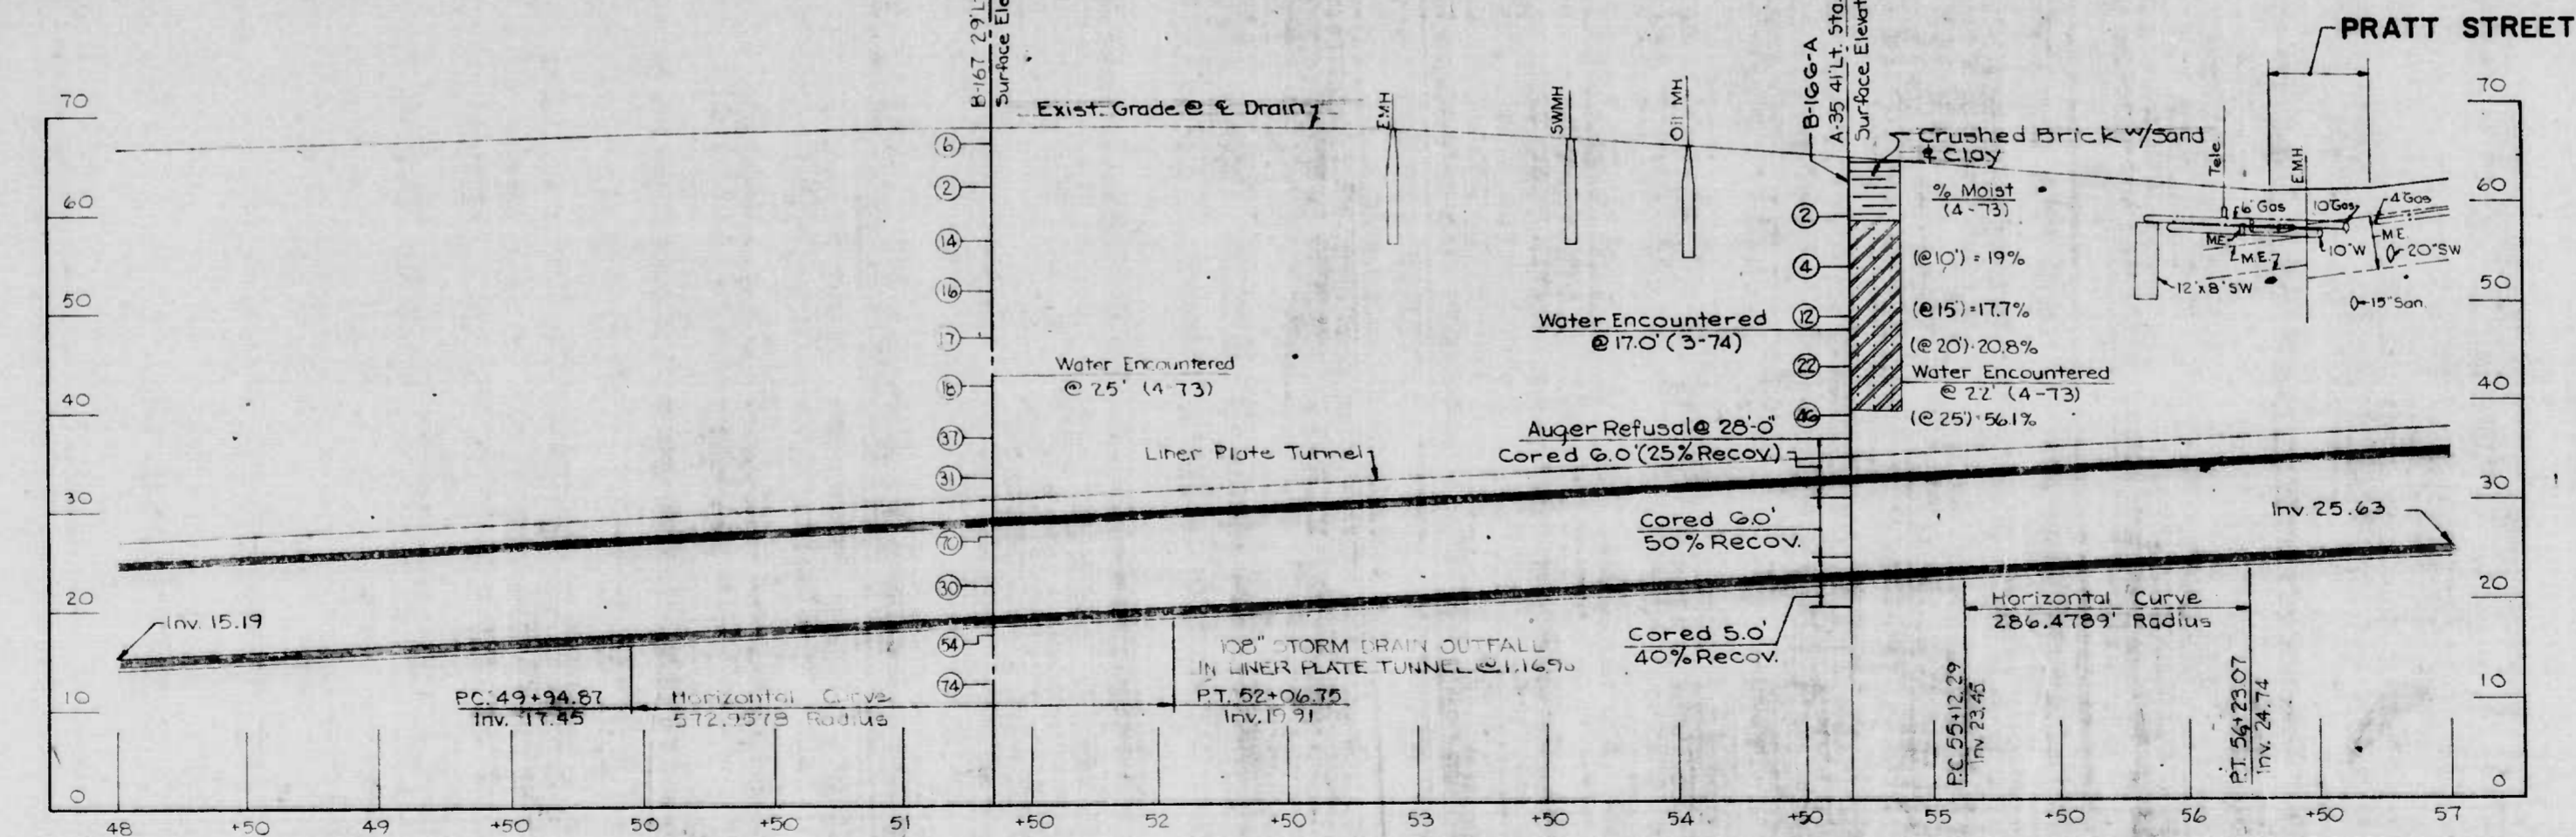 PRATT STREET
B-167 29' Lt.
Surface Ele
B-166-A
A-35 41' Lt. Sta.
Surface Elevat
70
60
50
40
30
20
10
0
Exist. Grade @ ℄ Drain
E.M.H
SWMH
Oil MH
Crushed Brick w/Sand
& Clay
% Moist
(4-73)
(@10') = 19%
(@15') = 17.7%
(@20') = 20.8%
Water Encountered
@ 22' (4-73)
(@25') = 56.1%
Tele.
E.M.H.
6" Gas
10" Gas
4" Gas
M.E.
M.E.
M.E.
10" W
20" SW
12'x8' SW
15" San.
6
2
14
16
17
18
37
31
70
30
54
74
Water Encountered
@ 25' (4-73)
Water Encountered
@ 17.0' (3-74)
2
4
12
22
46
Auger Refusal @ 28'-0"
Cored 6.0' (25% Recov.)
Liner Plate Tunnel
Cored 6.0'
50% Recov.
Cored 5.0'
40% Recov.
Inv. 15.19
Inv. 25.63
108" STORM DRAIN OUTFALL
IN LINER PLATE TUNNEL @ 1.16%
P.C. 49+94.87
Inv. 17.45
Horizontal Curve
572.9578 Radius
P.T. 52+06.75
Inv. 19.91
Horizontal Curve
286.4789' Radius
P.C. 55+12.29
Inv 23.45
P.T. 56+23.07
Inv. 24.74
70
60
50
40
30
20
10
0
48 +50 49 +50 50 +50 51 +50 52 +50 53 +50 54 +50 55 +50 56 +50 57